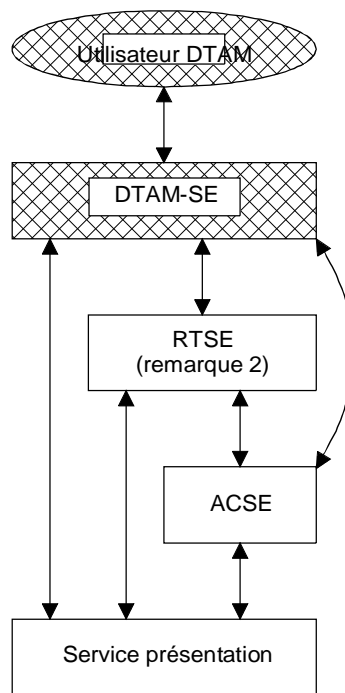 Utilisateur DTAM
DTAM-SE
RTSE
(remarque 2)
ACSE
Service présentation